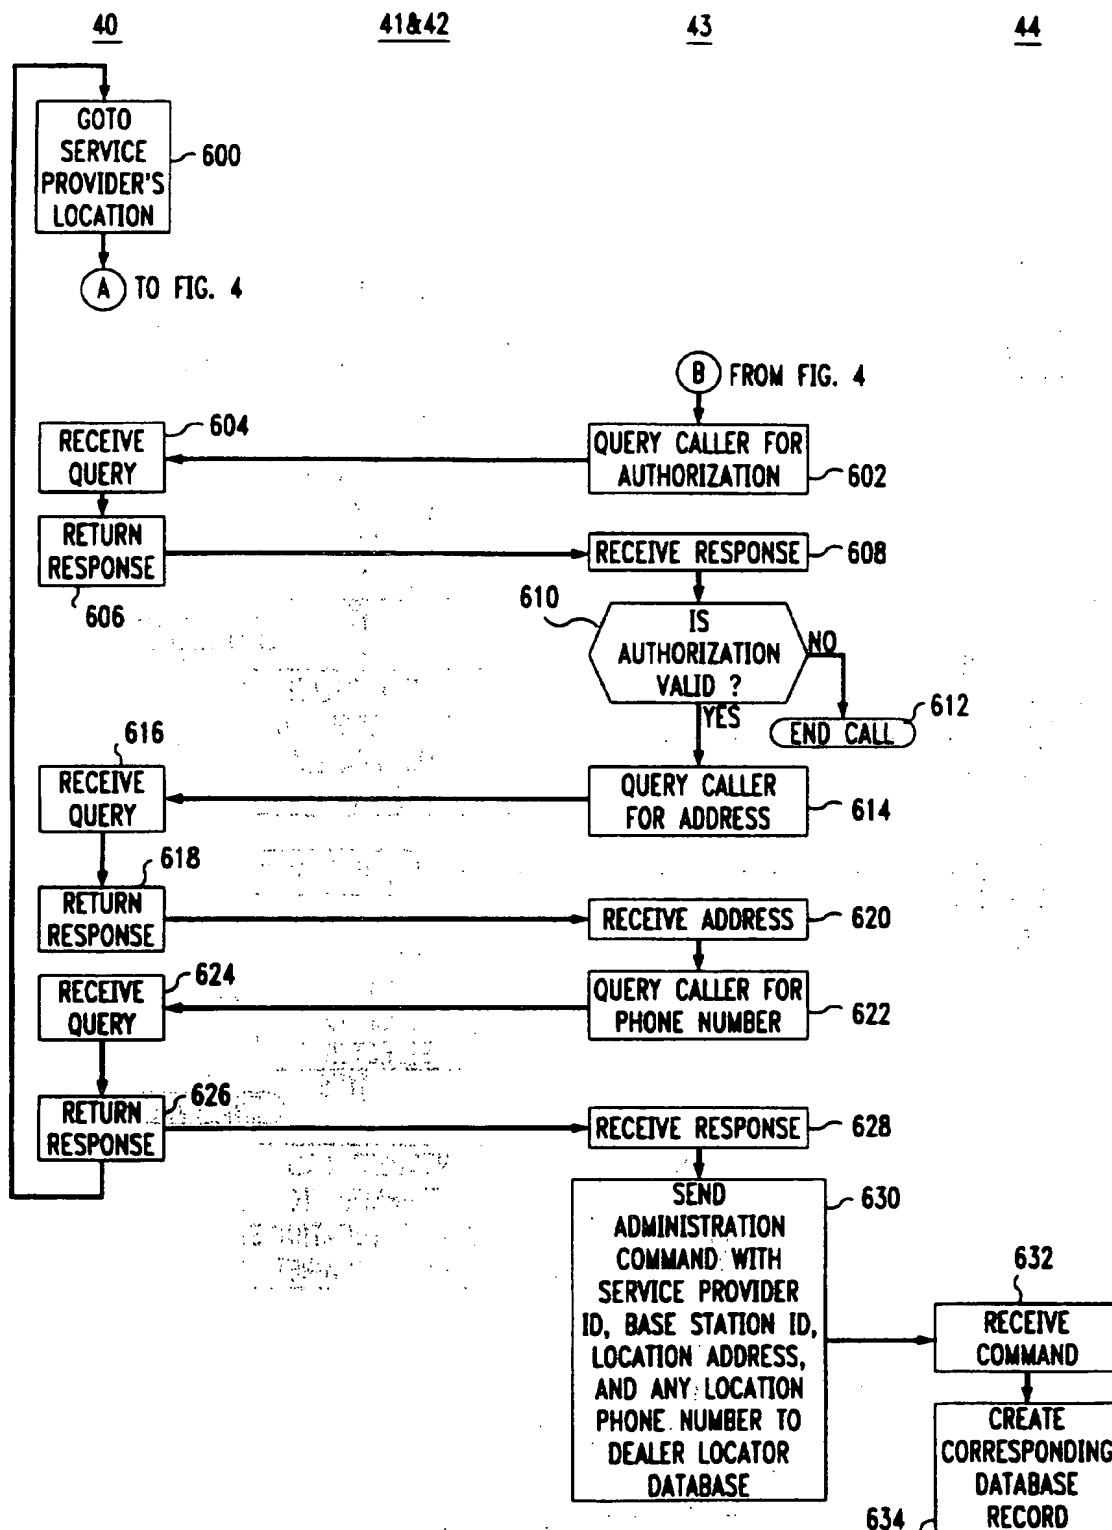 40 41&42 43 44
GOTO
SERVICE
PROVIDER'S
LOCATION
600
A TO FIG. 4
B FROM FIG. 4
RECEIVE
QUERY
604
QUERY CALLER FOR
AUTHORIZATION
602
RETURN
RESPONSE
606
RECEIVE RESPONSE
608
610
IS
AUTHORIZATION
VALID ?
NO
YES
END CALL
612
616
RECEIVE
QUERY
QUERY CALLER
FOR ADDRESS
614
618
RETURN
RESPONSE
RECEIVE ADDRESS
620
624
RECEIVE
QUERY
QUERY CALLER FOR
PHONE NUMBER
622
626
RETURN
RESPONSE
RECEIVE RESPONSE
628
SEND
ADMINISTRATION
COMMAND WITH
SERVICE PROVIDER
ID, BASE STATION ID,
LOCATION ADDRESS,
AND ANY LOCATION
PHONE NUMBER TO
DEALER LOCATOR
DATABASE
630
632
RECEIVE
COMMAND
CREATE
CORRESPONDING
DATABASE
RECORD
634